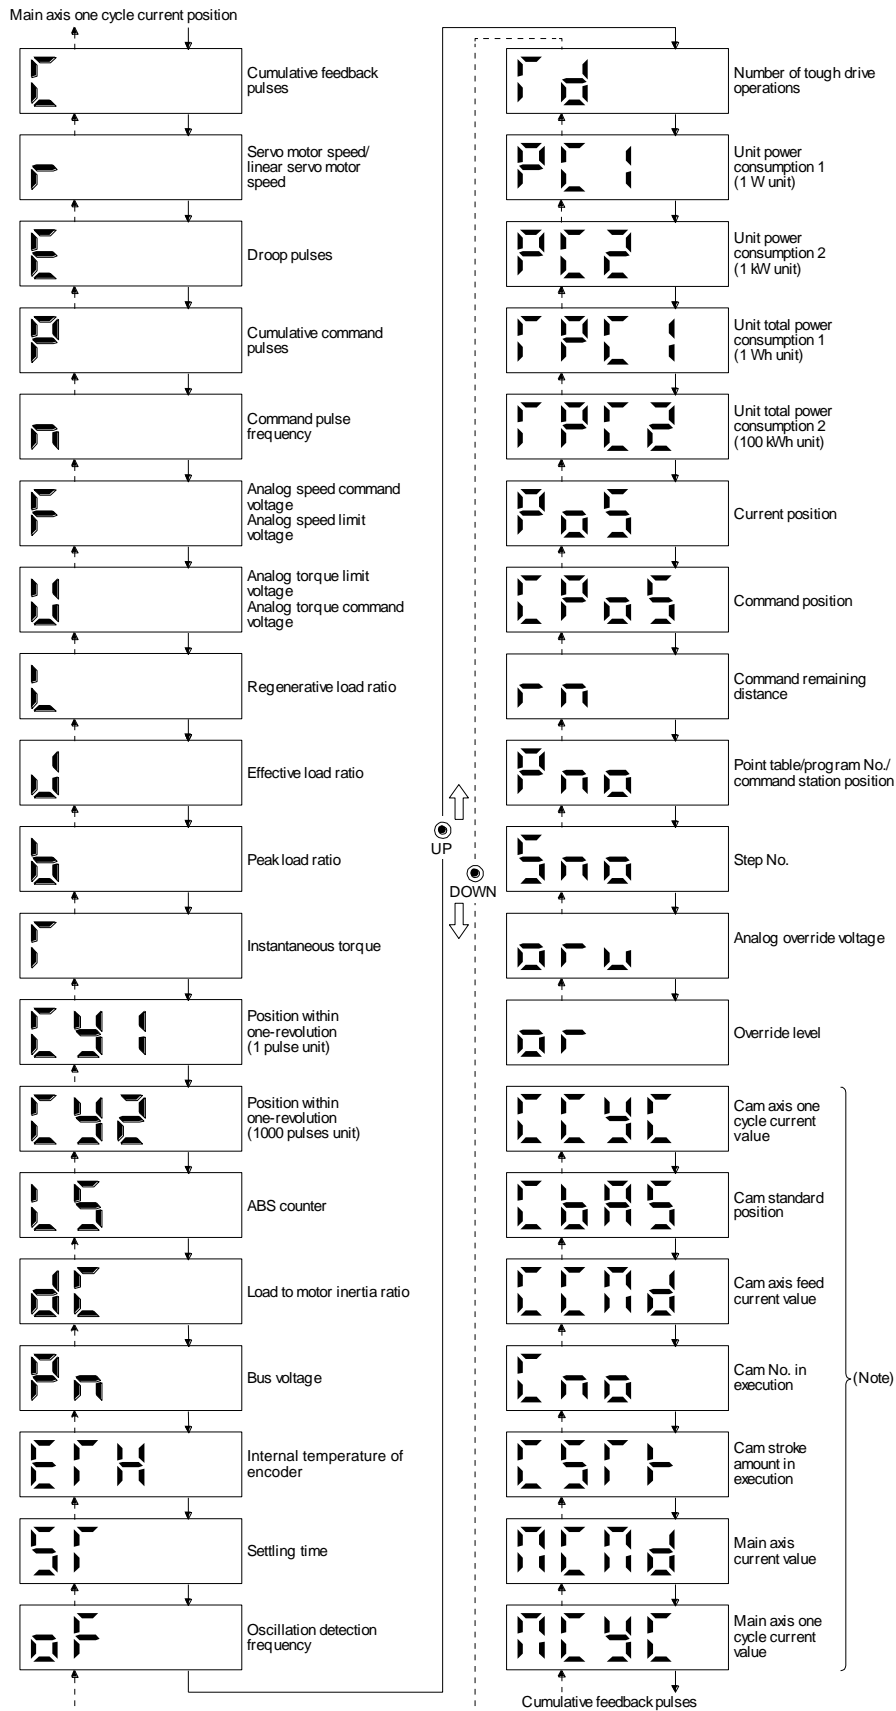 Main axis one cycle current position
C
Cumulative feedback
pulses
r
Servo motor speed/
linear servo motor
speed
E
Droop pulses
P
Cumulative command
pulses
n
Command pulse
frequency
F
Analog speed command
voltage
Analog speed limit
voltage
U
Analog torque limit
voltage
Analog torque command
voltage
L
Regenerative load ratio
J
Effective load ratio
b
Peak load ratio
T
Instantaneous torque
Cy1
Position within
one-revolution
(1 pulse unit)
Cy2
Position within
one-revolution
(1000 pulses unit)
LS
ABS counter
dC
Load to motor inertia ratio
Pn
Bus voltage
ETH
Internal temperature of
encoder
ST
Settling time
oF
Oscillation detection
frequency
UP
DOWN
Td
Number of tough drive
operations
PC1
Unit power
consumption 1
(1 W unit)
PC2
Unit power
consumption 2
(1 kW unit)
TPC1
Unit total power
consumption 1
(1 Wh unit)
TPC2
Unit total power
consumption 2
(100 kWh unit)
PoS
Current position
CPoS
Command position
rn
Command remaining
distance
Pno
Point table/program No./
command station position
Sno
Step No.
oru
Analog override voltage
or
Override level
CCyC
Cam axis one
cycle current
value
CbAS
Cam standard
position
CCMd
Cam axis feed
current value
Cno
Cam No. in
execution
CSTt
Cam stroke
amount in
execution
MCMd
Main axis
current value
MCyC
Main axis one
cycle current
value
(Note)
Cumulative feedback pulses